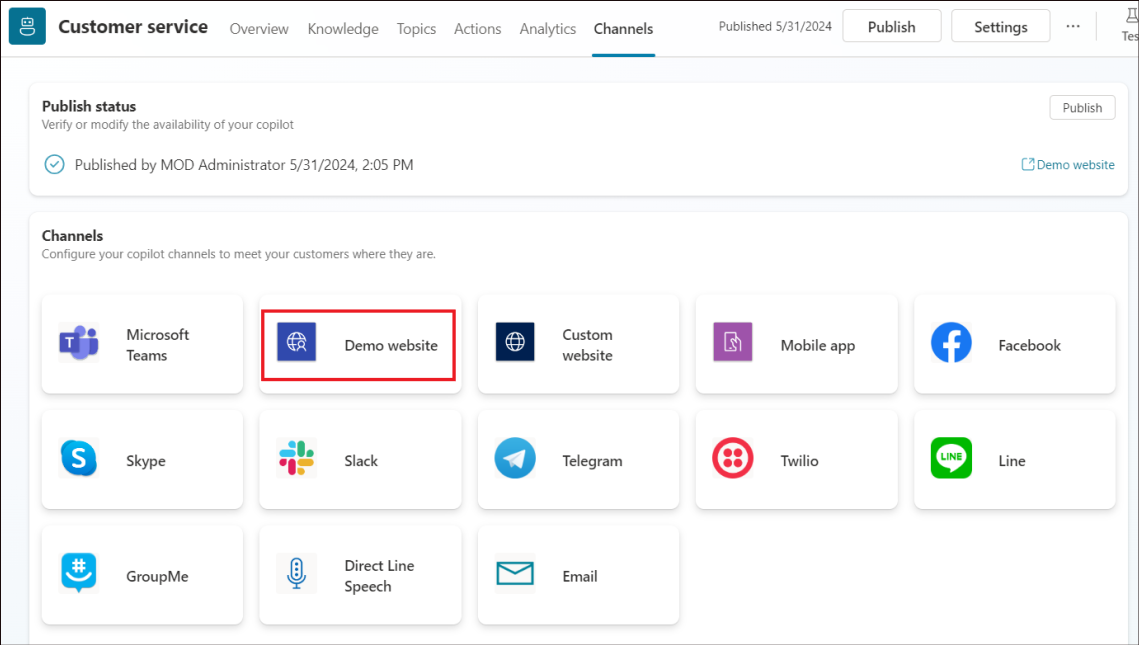 Customer service
Overview
Knowledge
Topics
Actions
Analytics
Channels
Published 5/31/2024
Publish
Settings
Publish status
Verify or modify the availability of your copilot
Publish
Published by MOD Administrator 5/31/2024, 2:05 PM
Demo website
Channels
Configure your copilot channels to meet your customers where they are.
T
Microsoft
Teams
Demo website
Custom
website
Mobile app
Facebook
S
Skype
Slack
Telegram
Twilio
LINE
Line
#
GroupMe
Direct Line
Speech
Email